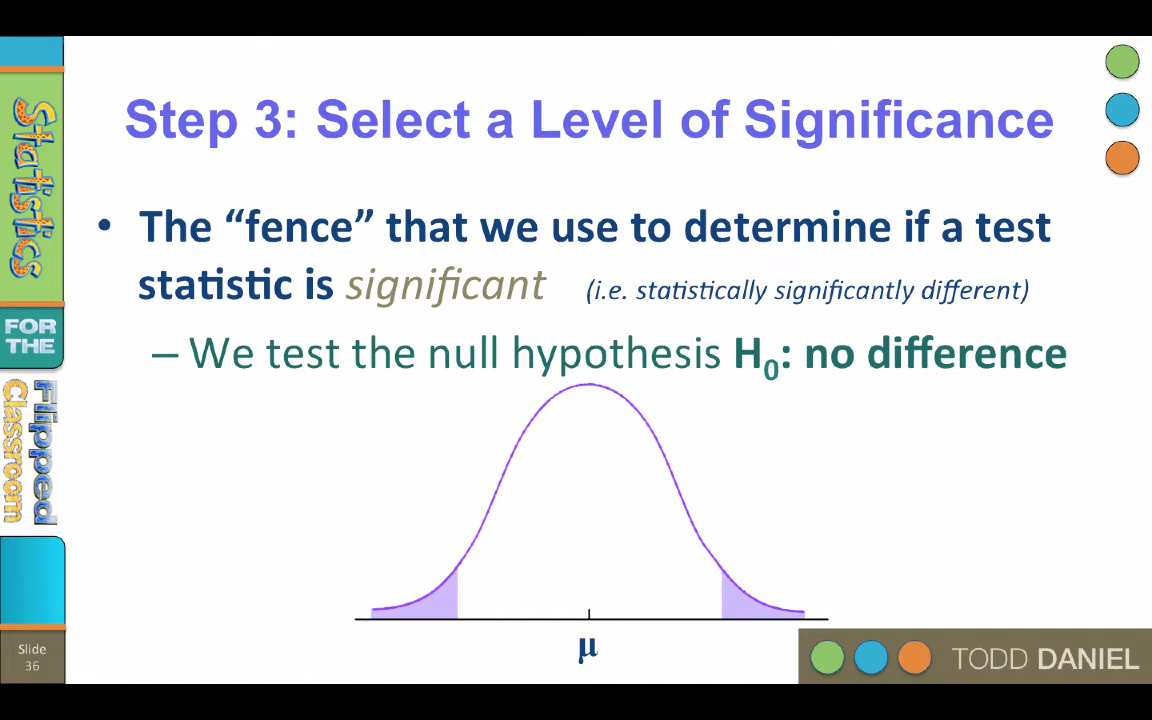 Step 3: Select a Level of Significance
• The “fence” that we use to determine if a test
statistic is significant (i.e. statistically significantly different)
– We test the null hypothesis H₀: no difference
μ
Statistics
FOR
THE
Flipped
Classroom
Slide
36
TODD DANIEL